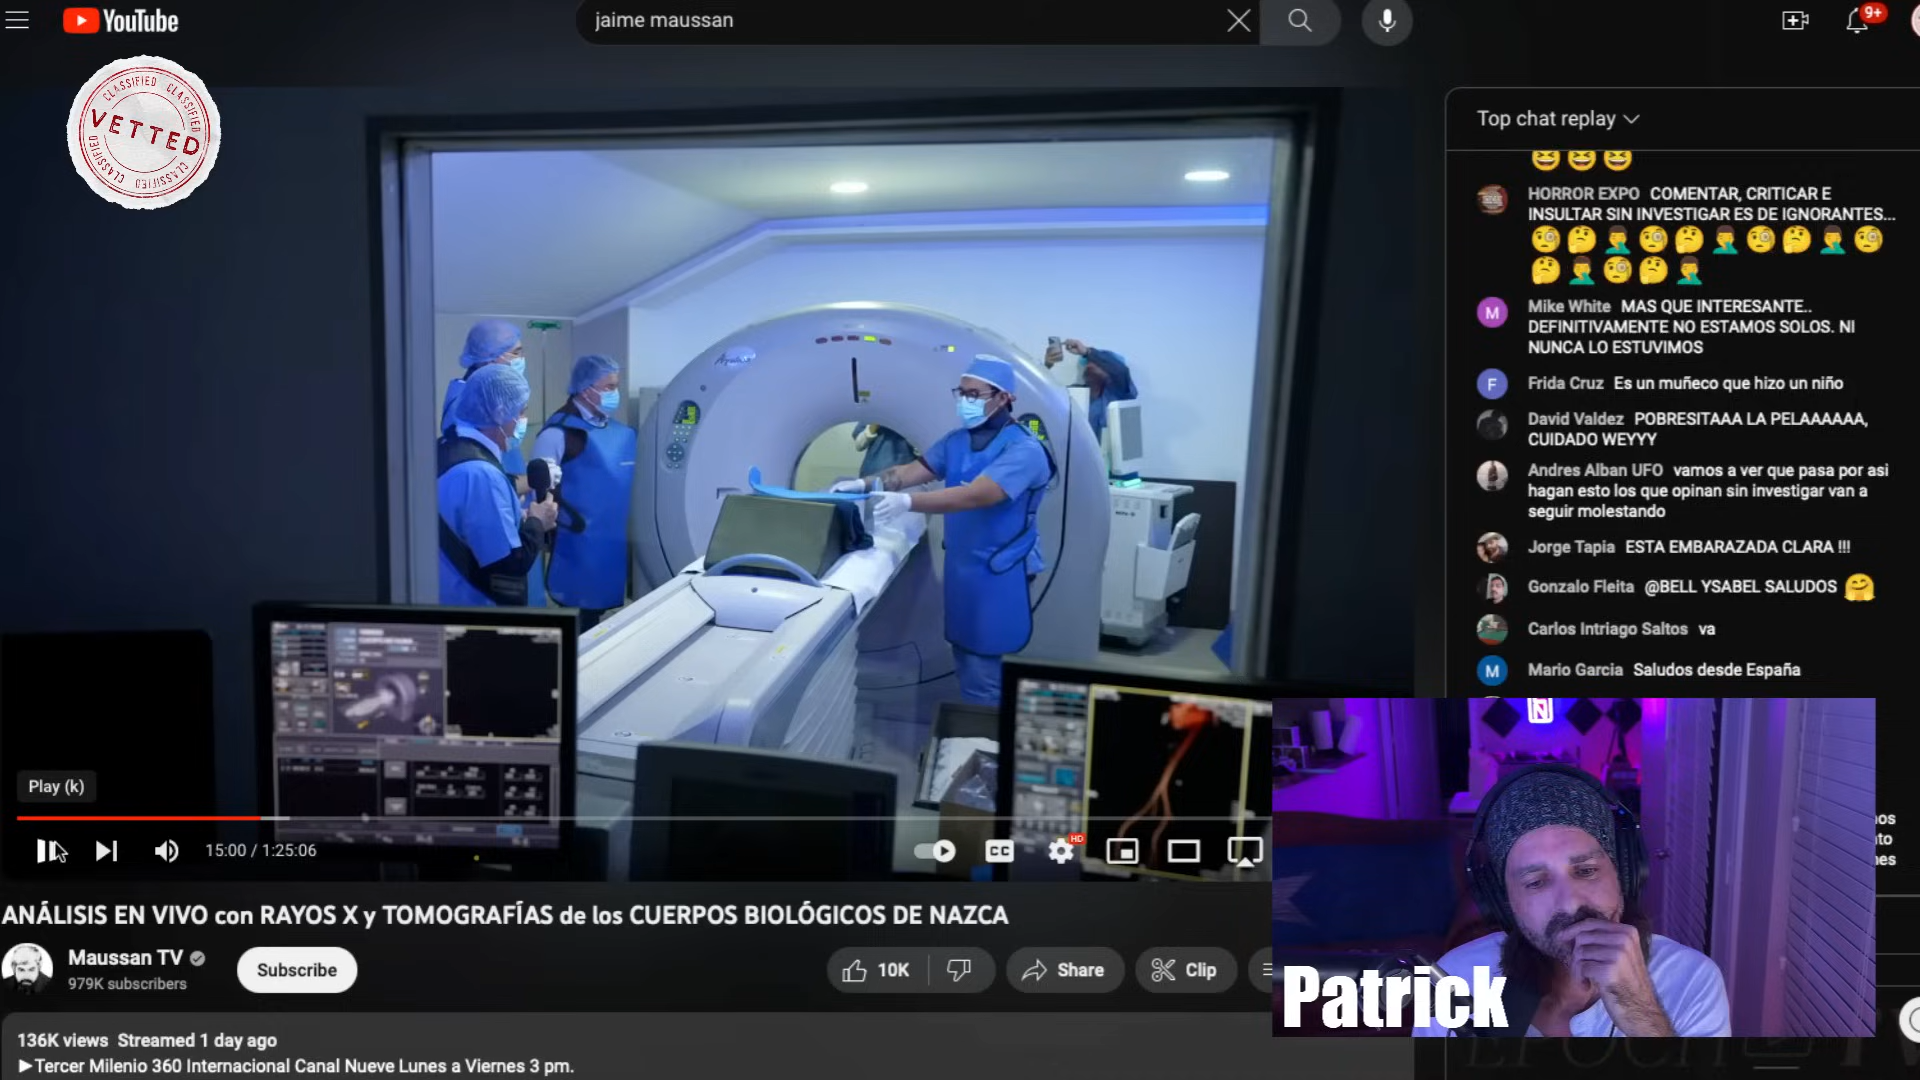 YouTube
jaime maussan
9+
CLASSIFIED CLASSIFIED
VETTED
CLASSIFIED CLASSIFIED
Top chat replay
HORROR EXPO COMENTAR, CRITICAR E
INSULTAR SIN INVESTIGAR ES DE IGNORANTES...
Mike White MAS QUE INTERESANTE..
DEFINITIVAMENTE NO ESTAMOS SOLOS. NI
NUNCA LO ESTUVIMOS
Frida Cruz Es un muñeco que hizo un niño
David Valdez POBRESITAAA LA PELAAAAAA,
CUIDADO WEYYY
Andres Alban UFO vamos a ver que pasa por asi
hagan esto los que opinan sin investigar van a
seguir molestando
Jorge Tapia ESTA EMBARAZADA CLARA !!!
Gonzalo Fleita @BELL YSABEL SALUDOS
Carlos Intriago Saltos va
Mario Garcia Saludos desde España
Play (k)
15:00 / 1:25:06
CC
HD
ANÁLISIS EN VIVO con RAYOS X y TOMOGRAFÍAS de los CUERPOS BIOLÓGICOS DE NAZCA
Maussan TV
979K subscribers
Subscribe
10K
Share
Clip
Patrick
136K views Streamed 1 day ago
▶Tercer Milenio 360 Internacional Canal Nueve Lunes a Viernes 3 pm.